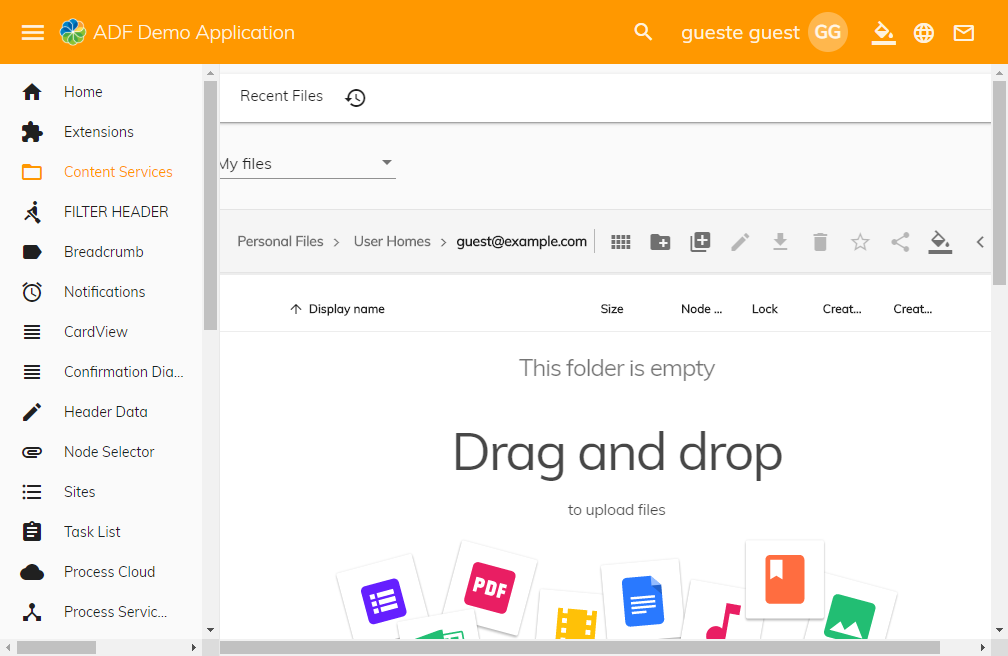 ADF Demo Application
gueste guest GG
Home
Extensions
Content Services
FILTER HEADER
Breadcrumb
Notifications
CardView
Confirmation Dia...
Header Data
Node Selector
Sites
Task List
Process Cloud
Process Servic...
Recent Files
My files
Personal Files User Homes guest@example.com
Display name Size Node ... Lock Creat... Creat...
This folder is empty
Drag and drop
to upload files
PDF